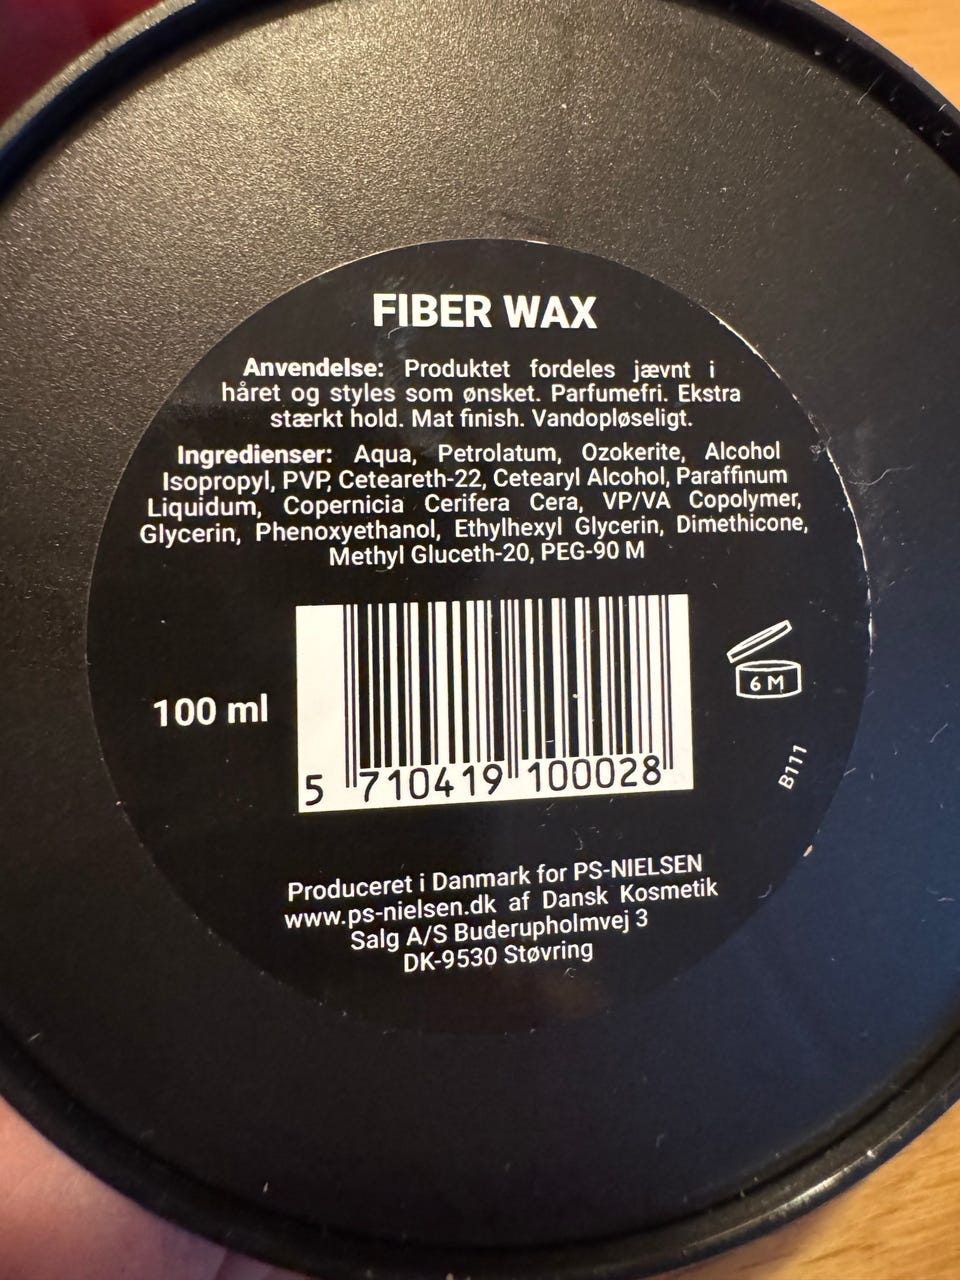 FIBER WAX
Anvendelse: Produktet fordeles jævnt i
håret og styles som ønsket. Parfumefri. Ekstra
stærkt hold. Mat finish. Vandopløseligt.
Ingredienser: Aqua, Petrolatum, Ozokerite, Alcohol
Isopropyl, PVP, Ceteareth-22, Cetearyl Alcohol, Paraffinum
Liquidum, Copernicia Cerifera Cera, VP/VA Copolymer,
Glycerin, Phenoxyethanol, Ethylhexyl Glycerin, Dimethicone,
Methyl Gluceth-20, PEG-90 M
100 ml
5 710419 100028
6 M
B111
Produceret i Danmark for PS-NIELSEN
www.ps-nielsen.dk af Dansk Kosmetik
Salg A/S Buderupholmvej 3
DK-9530 Støvring